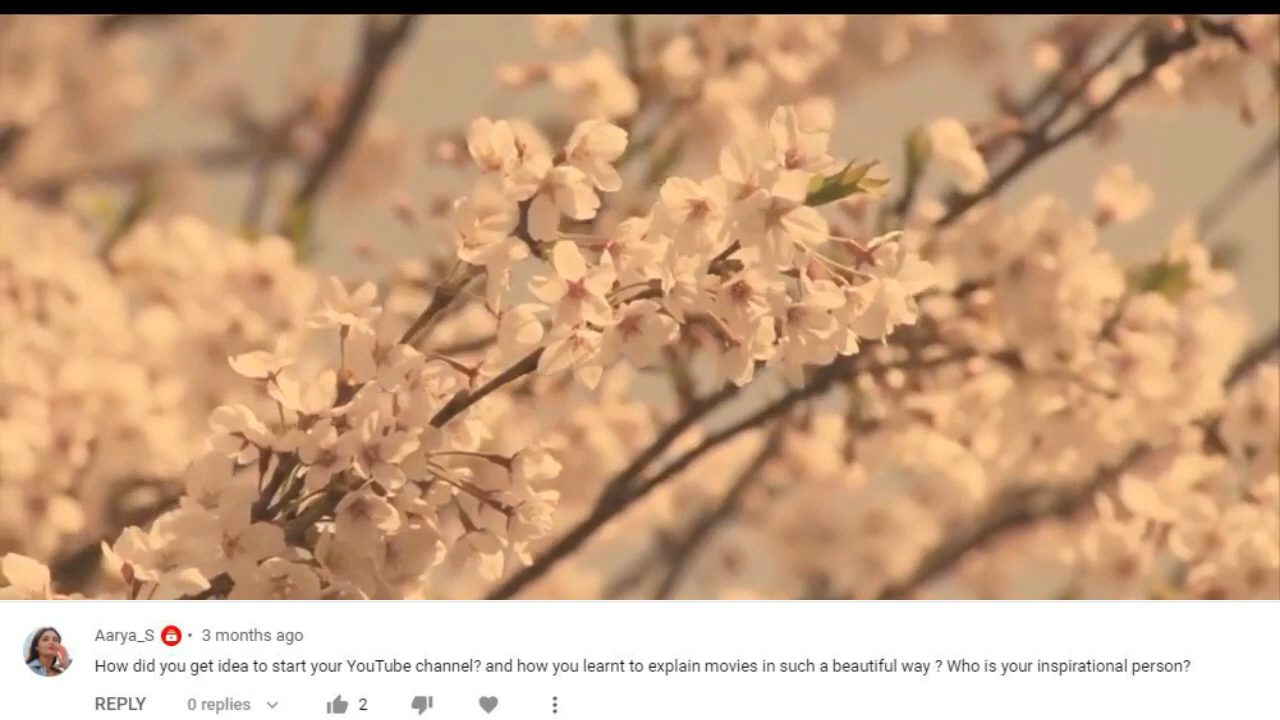 Aarya_S • 3 months ago
How did you get idea to start your YouTube channel? and how you learnt to explain movies in such a beautiful way ? Who is your inspirational person?
REPLY 0 replies 2